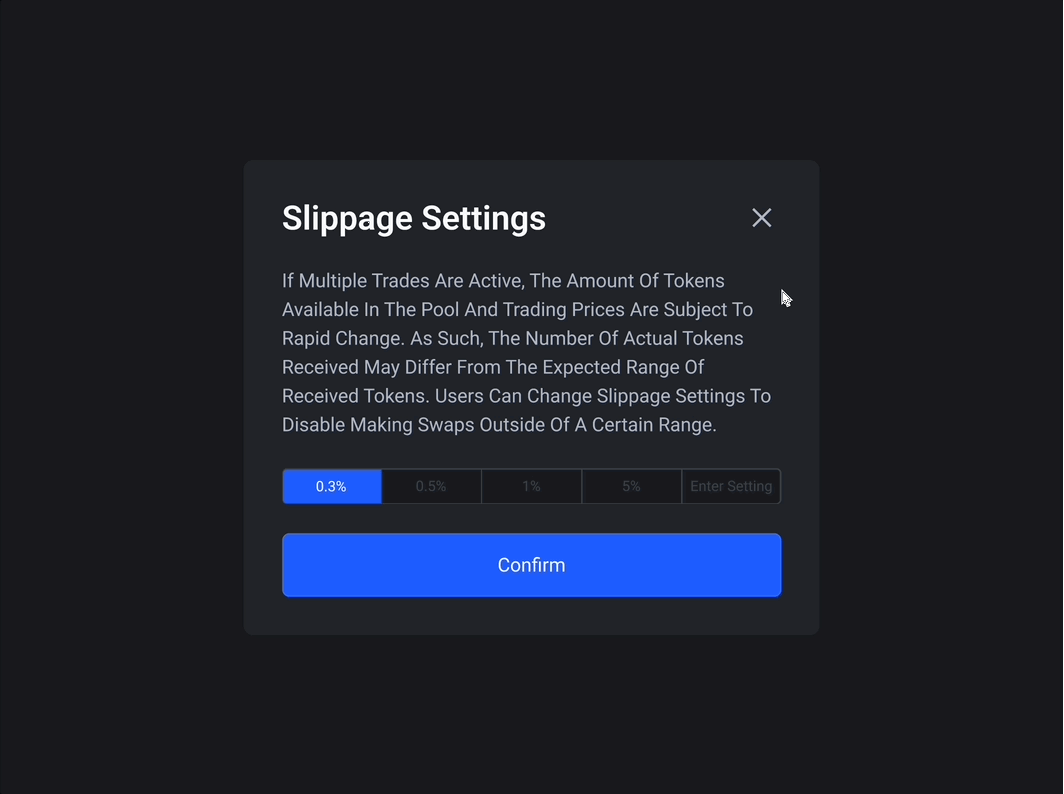 Slippage Settings
If Multiple Trades Are Active, The Amount Of Tokens
Available In The Pool And Trading Prices Are Subject To
Rapid Change. As Such, The Number Of Actual Tokens
Received May Differ From The Expected Range Of
Received Tokens. Users Can Change Slippage Settings To
Disable Making Swaps Outside Of A Certain Range.
0.3% 0.5% 1% 5% Enter Setting
Confirm